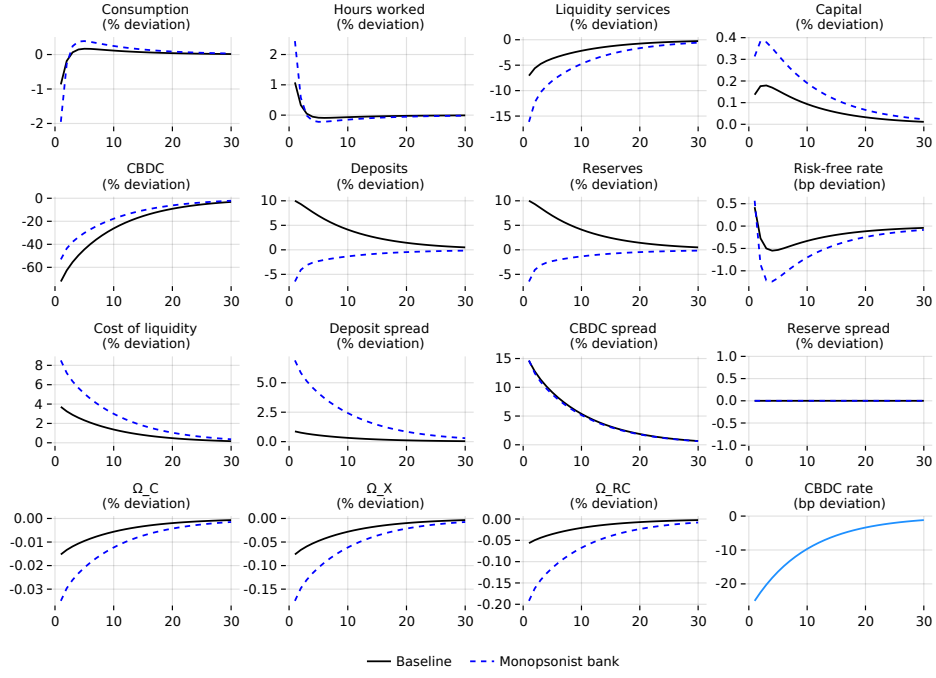 Consumption
(% deviation)
0
-1
-2
0 10 20 30
Hours worked
(% deviation)
2
1
0
0 10 20 30
Liquidity services
(% deviation)
0
-5
-10
-15
0 10 20 30
Capital
(% deviation)
0.4
0.3
0.2
0.1
0.0
0 10 20 30
CBDC
(% deviation)
0
-20
-40
-60
0 10 20 30
Deposits
(% deviation)
10
5
0
-5
0 10 20 30
Reserves
(% deviation)
10
5
0
-5
0 10 20 30
Risk-free rate
(bp deviation)
0.5
0.0
-0.5
-1.0
0 10 20 30
Cost of liquidity
(% deviation)
8
6
4
2
0
0 10 20 30
Deposit spread
(% deviation)
5.0
2.5
0.0
0 10 20 30
CBDC spread
(% deviation)
15
10
5
0
0 10 20 30
Reserve spread
(% deviation)
1.0
0.5
0.0
-0.5
-1.0
0 10 20 30
Ω_C
(% deviation)
0.00
-0.01
-0.02
-0.03
0 10 20 30
Ω_X
(% deviation)
0.00
-0.05
-0.10
-0.15
0 10 20 30
Ω_RC
(% deviation)
0.00
-0.05
-0.10
-0.15
-0.20
0 10 20 30
CBDC rate
(bp deviation)
0
-10
-20
0 10 20 30
Baseline Monopsonist bank